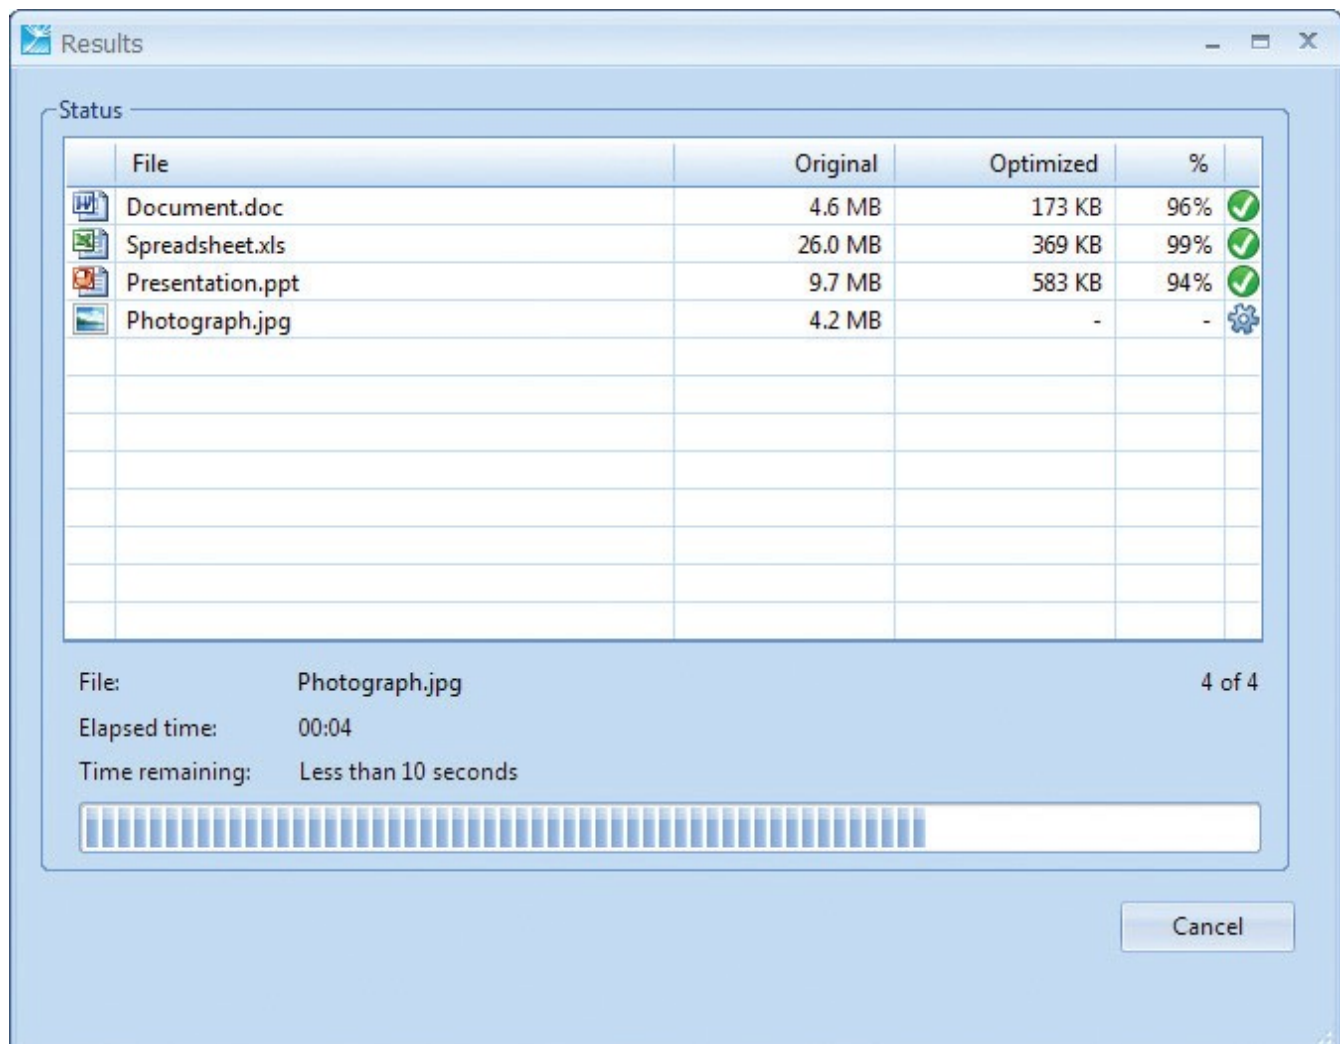 Results
Status
File Original Optimized %
Document.doc 4.6 MB 173 KB 96%
Spreadsheet.xls 26.0 MB 369 KB 99%
Presentation.ppt 9.7 MB 583 KB 94%
Photograph.jpg 4.2 MB - -
File: Photograph.jpg 4 of 4
Elapsed time: 00:04
Time remaining: Less than 10 seconds
Cancel